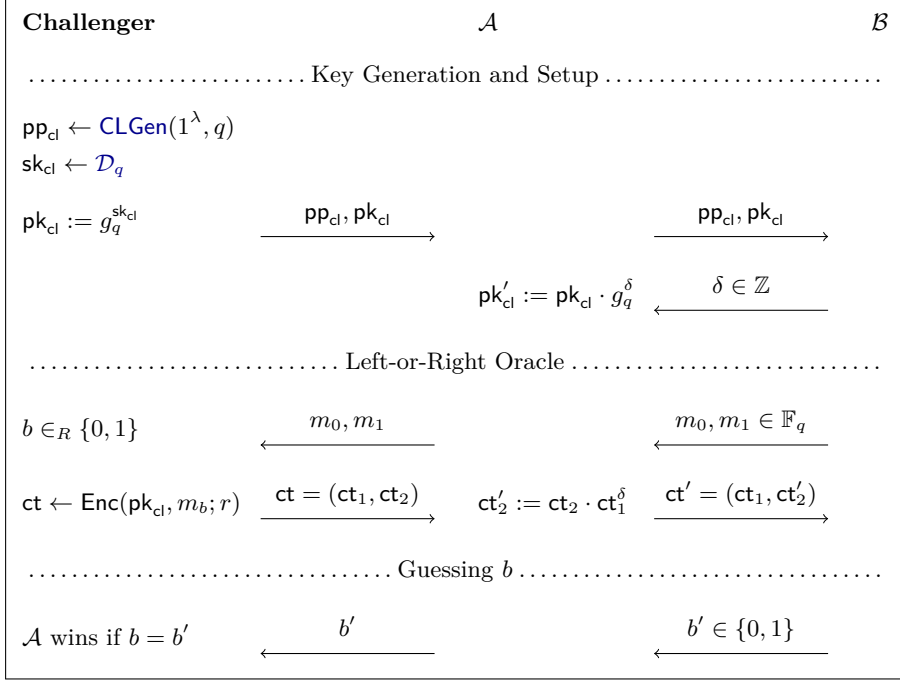 Challenger 𝒜 ℬ
Key Generation and Setup
pp_cl ← CLGen(1^λ, q)
sk_cl ← 𝒟_q
pk_cl := g_q^{sk_cl} pp_cl, pk_cl pp_cl, pk_cl
pk′_cl := pk_cl · g_q^δ δ ∈ ℤ
Left-or-Right Oracle
b ∈_R {0, 1} m_0, m_1 m_0, m_1 ∈ 𝔽_q
ct ← Enc(pk_cl, m_b; r) ct = (ct_1, ct_2) ct′_2 := ct_2 · ct_1^δ ct′ = (ct_1, ct′_2)
Guessing b
𝒜 wins if b = b′ b′ b′ ∈ {0, 1}